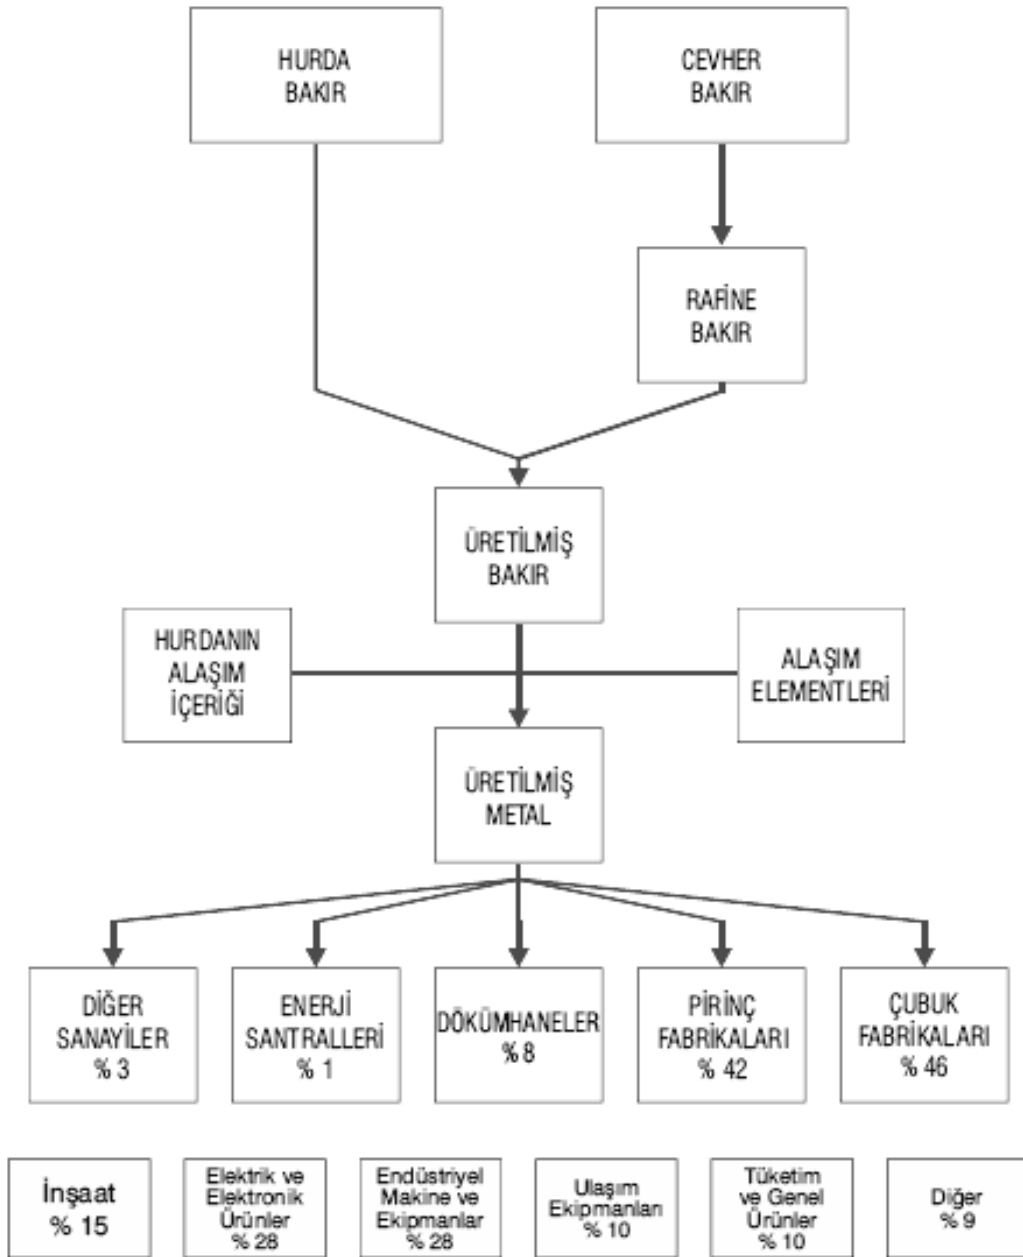 HURDA
BAKIR
CEVHER
BAKIR
RAFİNE
BAKIR
ÜRETİLMİŞ
BAKIR
HURDANIN
ALAŞIM
İÇERİĞİ
ALAŞIM
ELEMENTLERİ
ÜRETİLMİŞ
METAL
DİĞER
SANAYİLER
% 3
ENERJİ
SANTRALLERİ
% 1
DÖKÜMHANELER
% 8
PİRİNÇ
FABRİKALARI
% 42
ÇUBUK
FABRİKALARI
% 46
İnşaat
% 15
Elektrik ve
Elektronik
Ürünler
% 28
Endüstriyel
Makine ve
Ekipmanlar
% 28
Ulaşım
Ekipmanları
% 10
Tüketim
ve Genel
Ürünler
% 10
Diğer
% 9